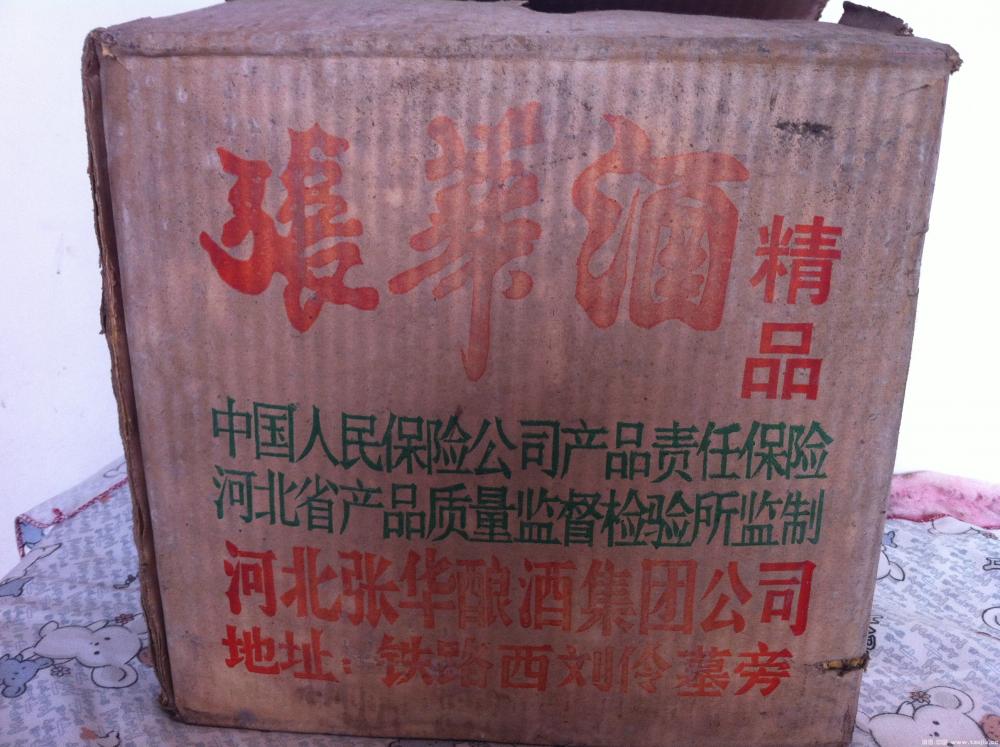 張華酒
精品
中国人民保险公司产品责任保险
河北省产品质量监督检验所监制
河北张华酿酒集团公司
地址：铁路西刘伶墓旁